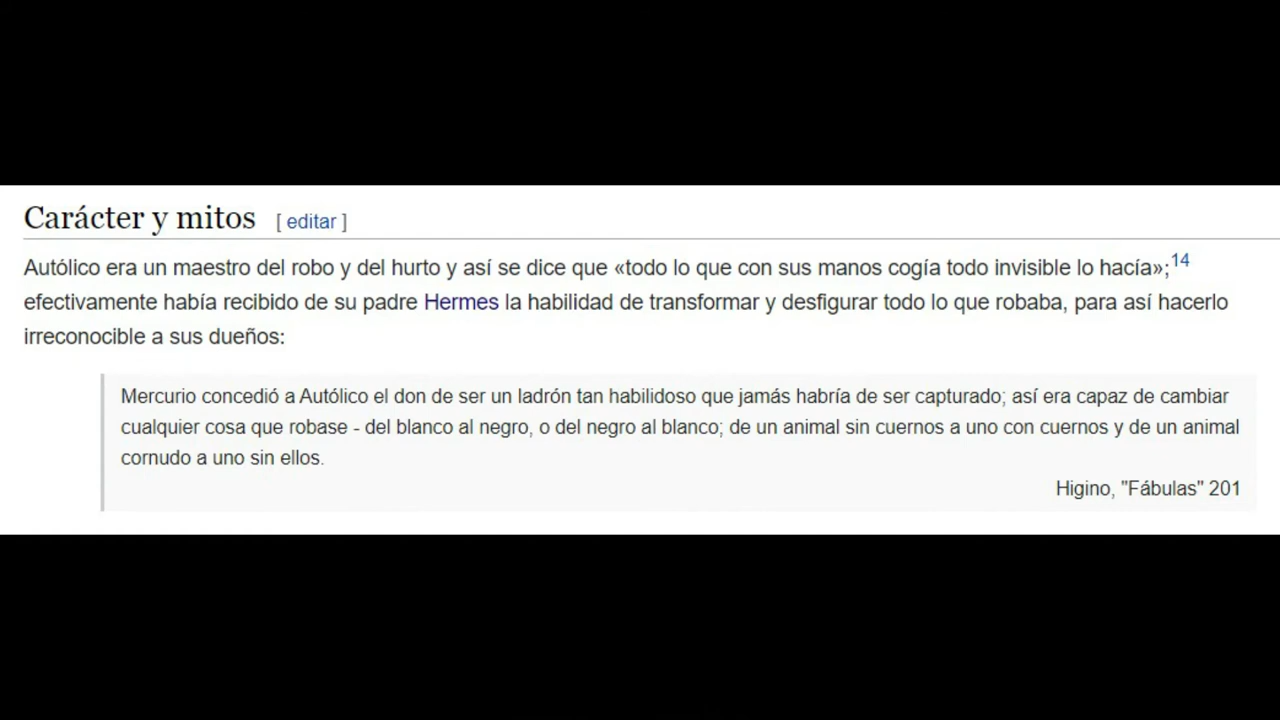 Carácter y mitos [ editar ]
Autólico era un maestro del robo y del hurto y así se dice que «todo lo que con sus manos cogía todo invisible lo hacía»;14
efectivamente había recibido de su padre Hermes la habilidad de transformar y desfigurar todo lo que robaba, para así hacerlo
irreconocible a sus dueños:
Mercurio concedió a Autólico el don de ser un ladrón tan habilidoso que jamás habría de ser capturado; así era capaz de cambiar
cualquier cosa que robase - del blanco al negro, o del negro al blanco; de un animal sin cuernos a uno con cuernos y de un animal
cornudo a uno sin ellos.
Higino, "Fábulas" 201